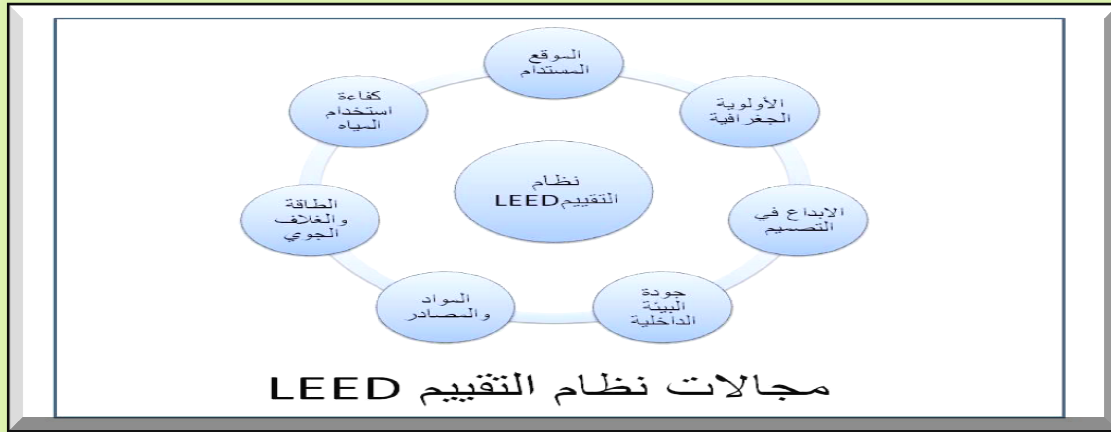 الموقع
المستدام
الأولوية
الجغرافية
الابداع في
التصميم
جودة
البيئة
الداخلية
المواد
والمصادر
الطاقة
والغلاف
الجوي
كفاءة
استخدام
المياه
نظام
التقييمLEED
مجالات نظام التقييم LEED